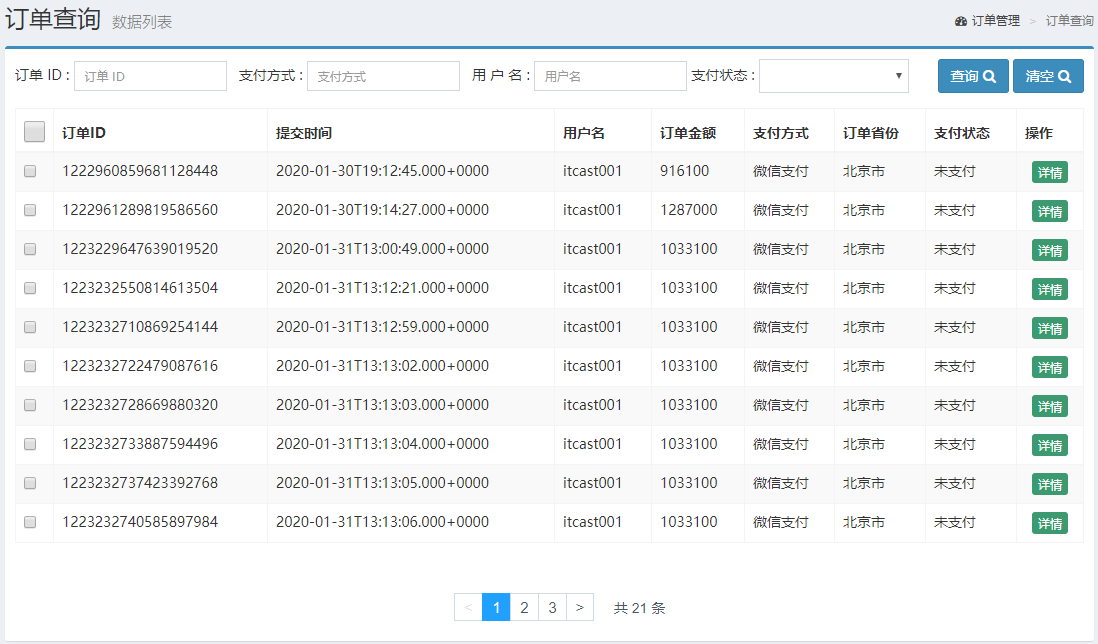 订单查询 数据列表 订单管理 > 订单查询
订单 ID : 订单 ID 支付方式 : 支付方式 用 户 名 : 用户名 支付状态 : 查询 清空
订单ID 提交时间 用户名 订单金额 支付方式 订单省份 支付状态 操作
1222960859681128448 2020-01-30T19:12:45.000+0000 itcast001 916100 微信支付 北京市 未支付 详情
1222961289819586560 2020-01-30T19:14:27.000+0000 itcast001 1287000 微信支付 北京市 未支付 详情
1223229647639019520 2020-01-31T13:00:49.000+0000 itcast001 1033100 微信支付 北京市 未支付 详情
1223232550814613504 2020-01-31T13:12:21.000+0000 itcast001 1033100 微信支付 北京市 未支付 详情
1223232710869254144 2020-01-31T13:12:59.000+0000 itcast001 1033100 微信支付 北京市 未支付 详情
1223232722479087616 2020-01-31T13:13:02.000+0000 itcast001 1033100 微信支付 北京市 未支付 详情
1223232728669880320 2020-01-31T13:13:03.000+0000 itcast001 1033100 微信支付 北京市 未支付 详情
1223232733887594496 2020-01-31T13:13:04.000+0000 itcast001 1033100 微信支付 北京市 未支付 详情
1223232737423392768 2020-01-31T13:13:05.000+0000 itcast001 1033100 微信支付 北京市 未支付 详情
1223232740585897984 2020-01-31T13:13:06.000+0000 itcast001 1033100 微信支付 北京市 未支付 详情
< 1 2 3 > 共 21 条